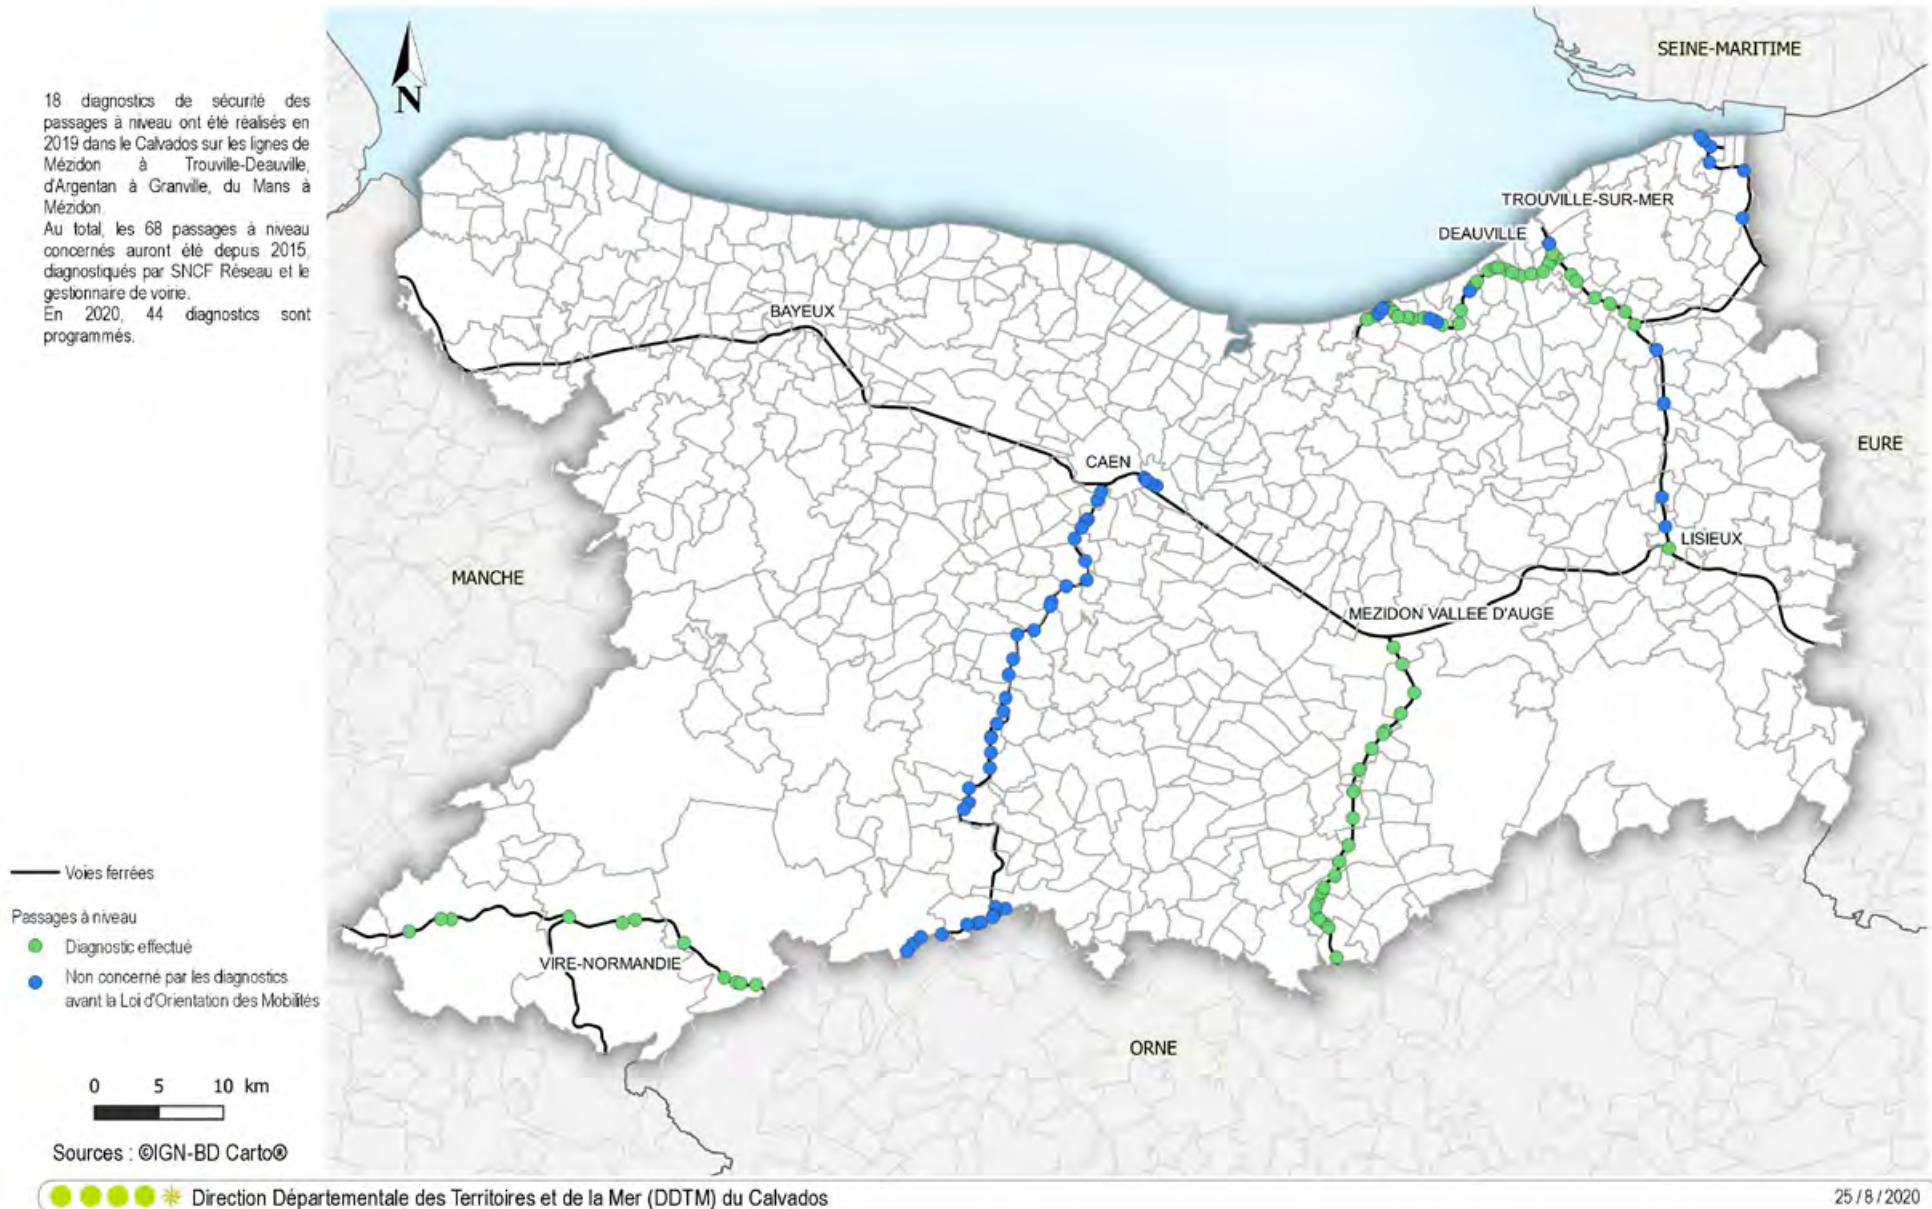 18 diagnostics de sécurité des
passages à niveau ont été réalisés en
2019 dans le Calvados sur les lignes de
Mézidon à Trouville-Deauville,
d'Argentan à Granville, du Mans à
Mézidon
Au total, les 68 passages à niveau
concernés auront été depuis 2015,
diagnostiqués par SNCF Réseau et le
gestionnaire de voirie.
En 2020, 44 diagnostics sont
programmés.
N
SEINE-MARITIME
TROUVILLE-SUR-MER
DEAUVILLE
BAYEUX
EURE
CAEN
LISIEUX
MANCHE
MEZIDON VALLEE D'AUGE
VIRE-NORMANDIE
ORNE
Voies ferrées
Passages à niveau
Diagnostic effectué
Non concerné par les diagnostics
avant la Loi d'Orientation des Mobilités
0 5 10 km
Sources : ©IGN-BD Carto®
Direction Départementale des Territoires et de la Mer (DDTM) du Calvados
25/8/2020